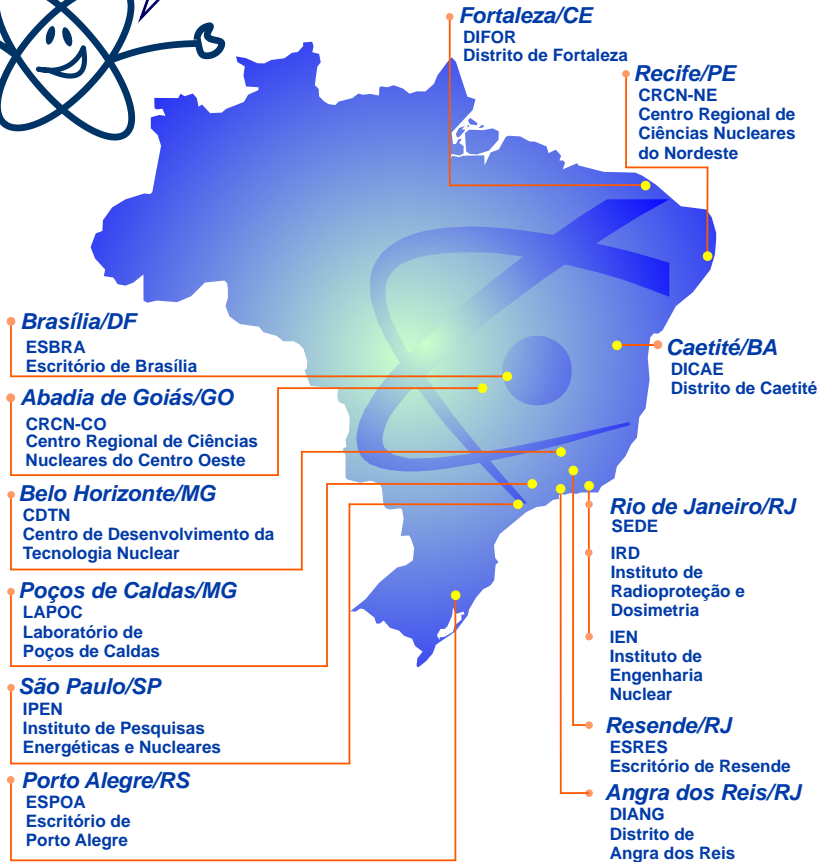 Fortaleza/CE
DIFOR
Distrito de Fortaleza
Recife/PE
CRCN-NE
Centro Regional de
Ciências Nucleares
do Nordeste
Brasília/DF
ESBRA
Escritório de Brasília
Abadia de Goiás/GO
CRCN-CO
Centro Regional de Ciências
Nucleares do Centro Oeste
Belo Horizonte/MG
CDTN
Centro de Desenvolvimento da
Tecnologia Nuclear
Poços de Caldas/MG
LAPOC
Laboratório de
Poços de Caldas
São Paulo/SP
IPEN
Instituto de Pesquisas
Energéticas e Nucleares
Porto Alegre/RS
ESPOA
Escritório de
Porto Alegre
Caetité/BA
DICAE
Distrito de Caetité
Rio de Janeiro/RJ
SEDE
IRD
Instituto de
Radioproteção e
Dosimetria
IEN
Instituto de
Engenharia
Nuclear
Resende/RJ
ESRES
Escritório de Resende
Angra dos Reis/RJ
DIANG
Distrito de
Angra dos Reis